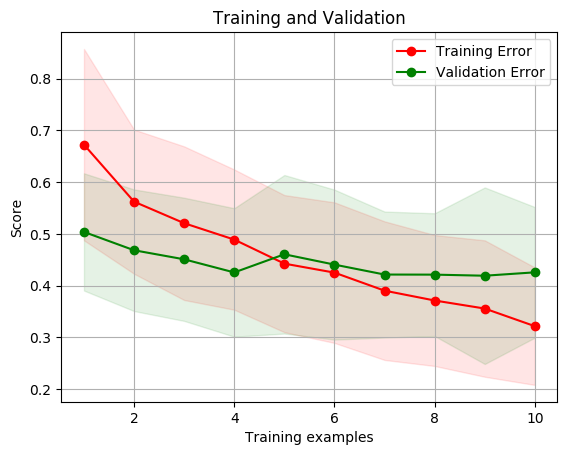 Training and Validation
Training Error
Validation Error
0.8
0.7
0.6
0.5
0.4
0.3
0.2
Score
2 4 6 8 10
Training examples